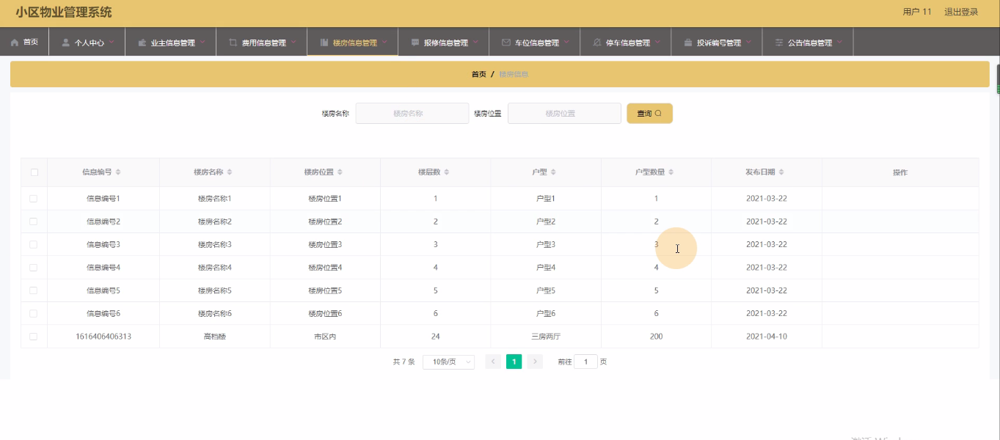 小区物业管理系统 用户 11 退出登录
首页 个人中心 业主信息管理 费用信息管理 楼房信息管理 报修信息管理 车位信息管理 停车信息管理 投诉编号管理 公告信息管理
首页 / 楼房信息
楼房名称 楼房名称 楼房位置 楼房位置 查询
信息编号 楼房名称 楼房位置 楼层数 户型 户型数量 发布日期 操作
信息编号1 楼房名称1 楼房位置1 1 户型1 1 2021-03-22
信息编号2 楼房名称2 楼房位置2 2 户型2 2 2021-03-22
信息编号3 楼房名称3 楼房位置3 3 户型3 3 2021-03-22
信息编号4 楼房名称4 楼房位置4 4 户型4 4 2021-03-22
信息编号5 楼房名称5 楼房位置5 5 户型5 5 2021-03-22
信息编号6 楼房名称6 楼房位置6 6 户型6 6 2021-03-22
1616406406313 高档楼 市区内 24 三房两厅 200 2021-04-10
共 7 条 10条/页 1 前往 1 页